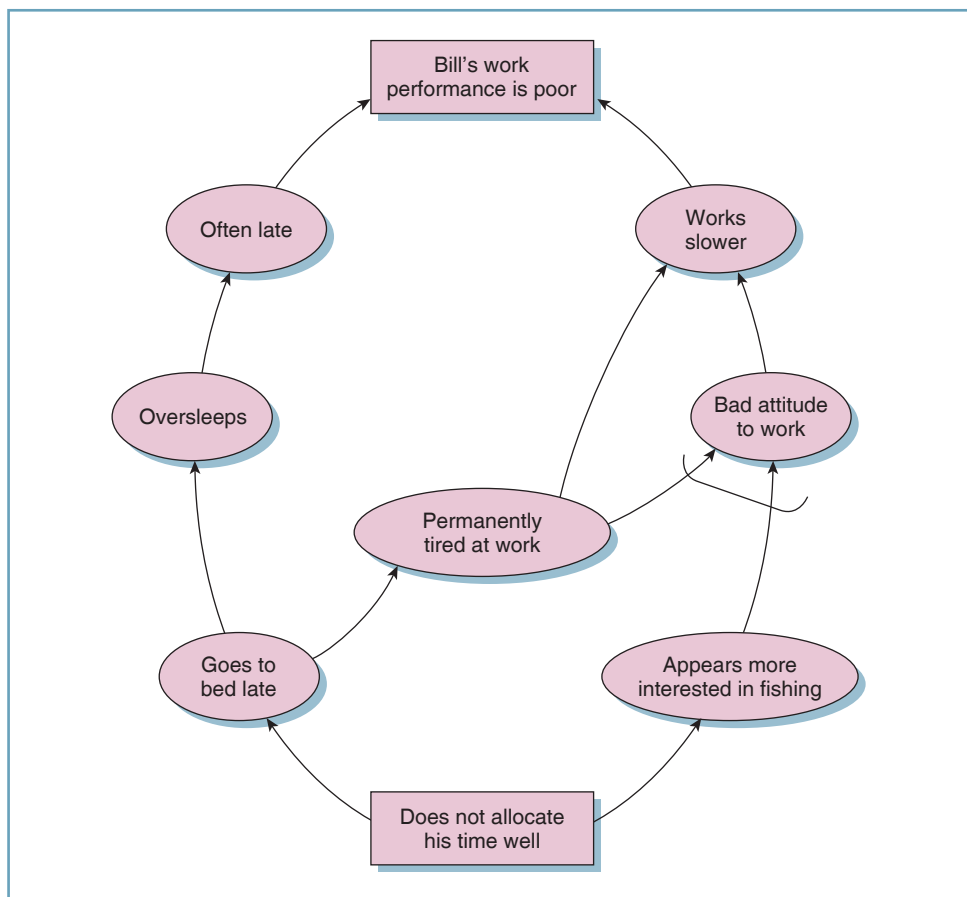 Bill's work
performance is poor
Often late
Works
slower
Oversleeps
Bad attitude
to work
Permanently
tired at work
Goes to
bed late
Appears more
interested in fishing
Does not allocate
his time well